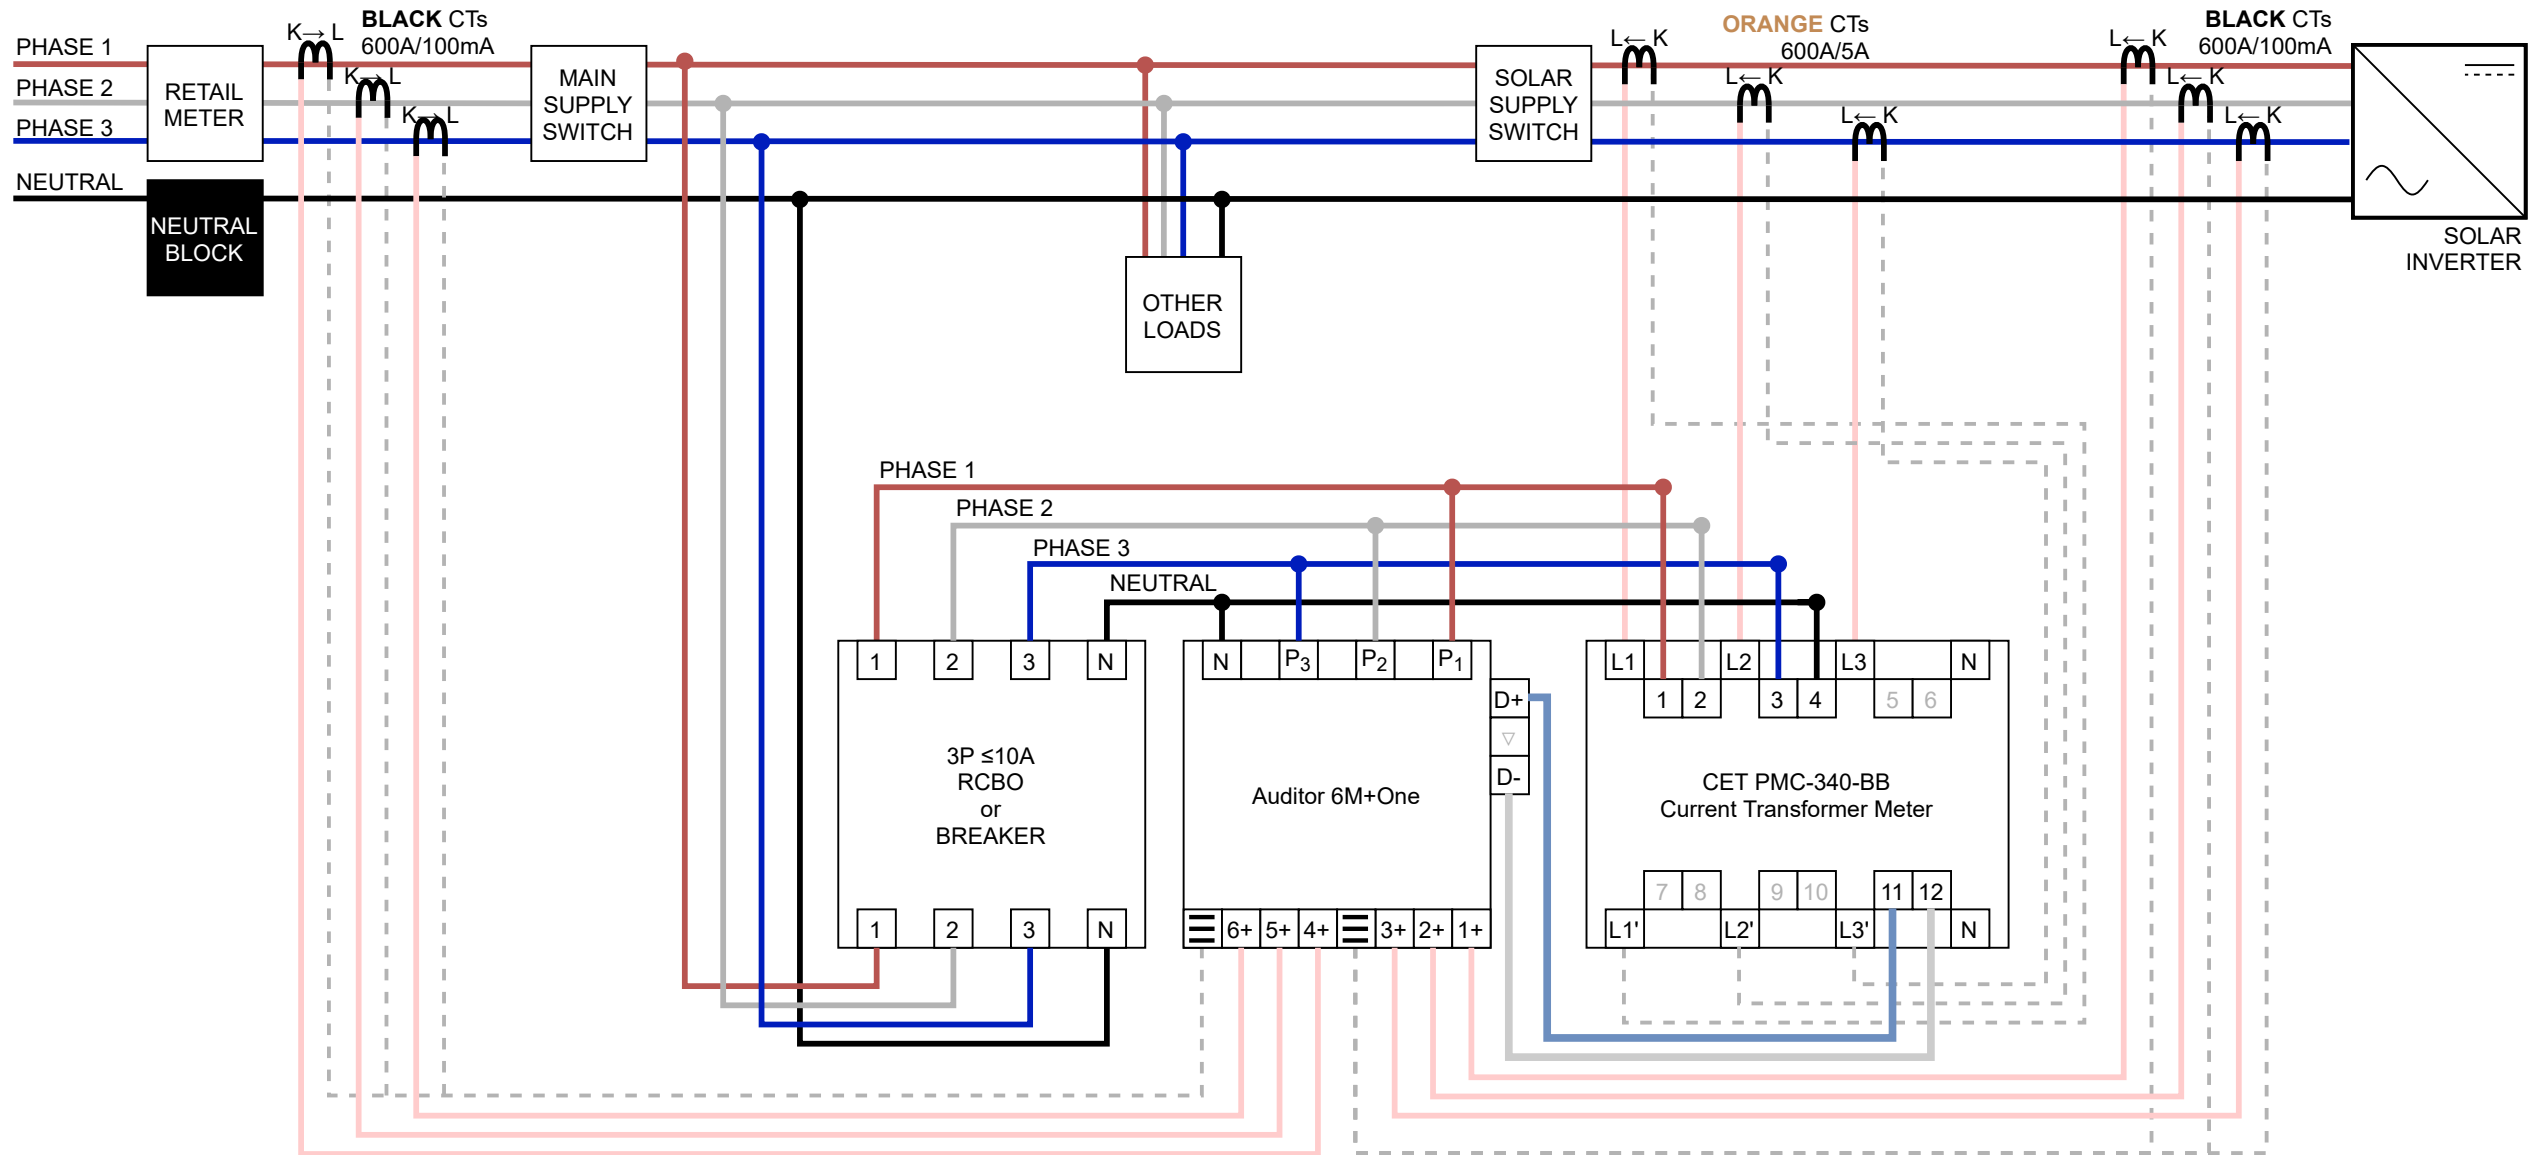 PHASE 1
PHASE 2
PHASE 3
NEUTRAL
RETAIL
METER
NEUTRAL
BLOCK
K→L
K→L
K→L
BLACK CTs
600A/100mA
MAIN
SUPPLY
SWITCH
OTHER
LOADS
SOLAR
SUPPLY
SWITCH
L←K
L←K
L←K
ORANGE CTs
600A/5A
L←K
L←K
L←K
BLACK CTs
600A/100mA
SOLAR
INVERTER
PHASE 1
PHASE 2
PHASE 3
NEUTRAL
1 2 3 N
3P ≤10A
RCBO
or
BREAKER
1 2 3 N
N P3 P2 P1
D+
▽
D-
Auditor 6M+One
6+ 5+ 4+ 3+ 2+ 1+
L1 L2 L3 N
1 2 3 4 5 6
CET PMC-340-BB
Current Transformer Meter
7 8 9 10 11 12
L1' L2' L3' N